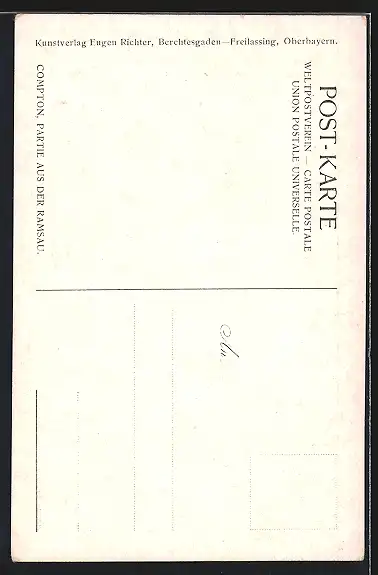 POST-KARTE
WELTPOSTVEREIN — CARTE POSTALE
UNION POSTALE UNIVERSELLE.
An
COMPTON, PARTIE AUS DER RAMSAU.
Kunstverlag Eugen Richter, Berchtesgaden—Freilassing, Oberbayern.